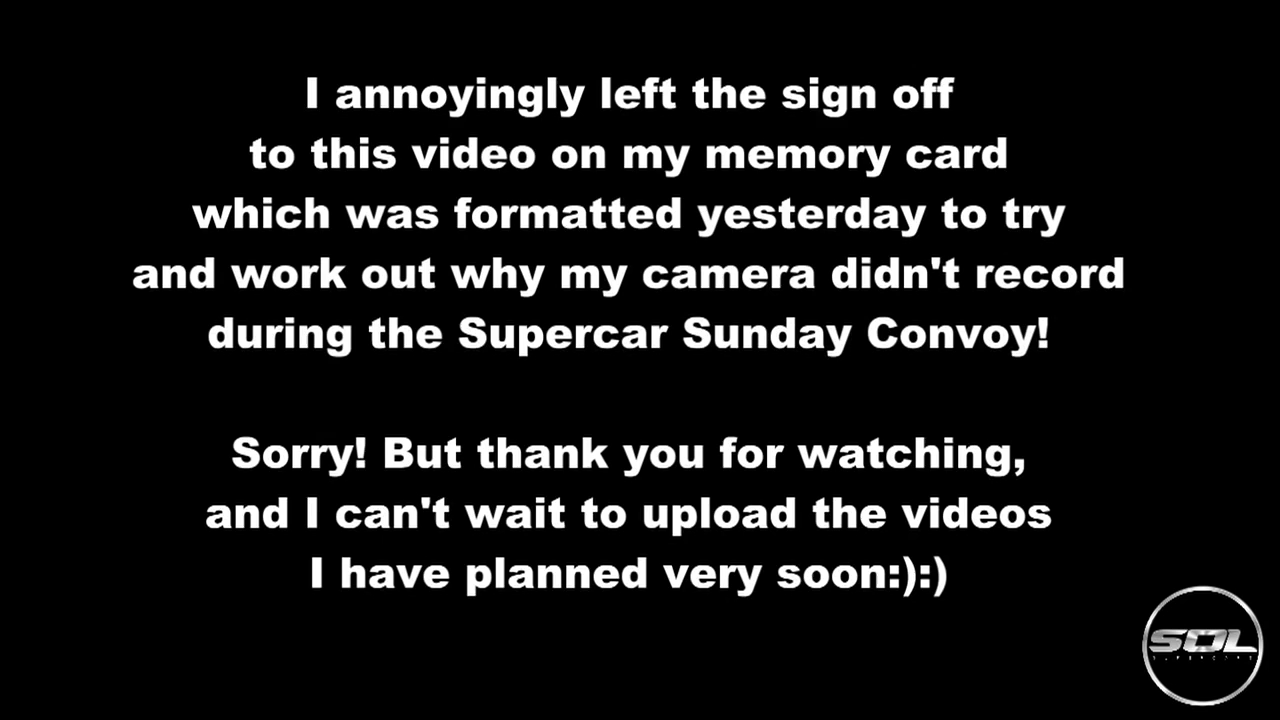 I annoyingly left the sign off
to this video on my memory card
which was formatted yesterday to try
and work out why my camera didn't record
during the Supercar Sunday Convoy!
Sorry! But thank you for watching,
and I can't wait to upload the videos
I have planned very soon:):)
SOL